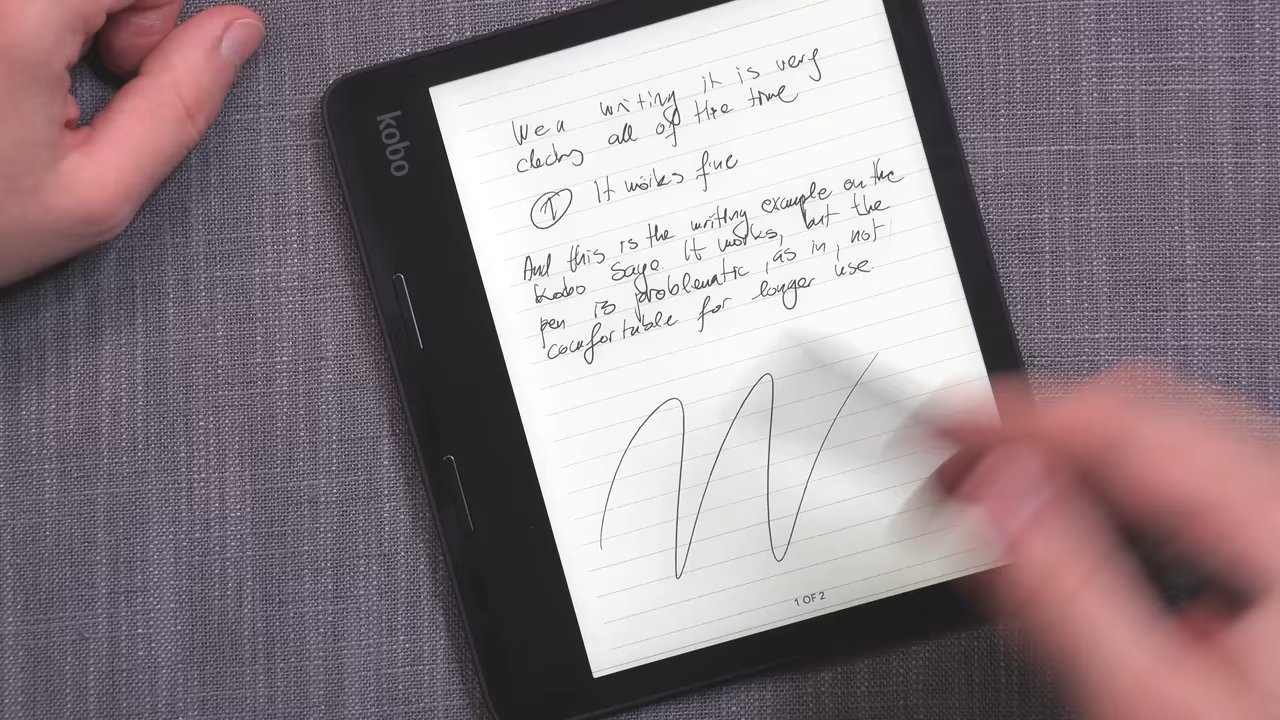 kobo
writing it is very
all of the time
① It works fine
And this is the writing example on the
Kobo Sage. It works, but the
pen is problematic, as in, not
comfortable for longer use.
1 OF 2